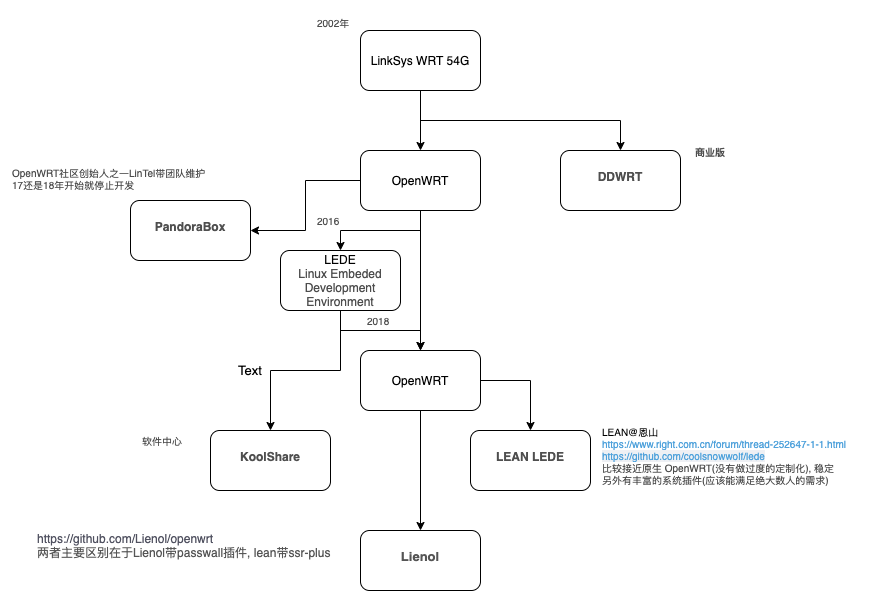 2002年
LinkSys WRT 54G
OpenWRT
DDWRT
商业版
OpenWRT社区创始人之一LinTel带团队维护
17还是18年开始就停止开发
PandoraBox
2016
LEDE
Linux Embeded
Development
Environment
2018
OpenWRT
Text
软件中心
KoolShare
LEAN LEDE
LEAN@恩山
https://www.right.com.cn/forum/thread-252647-1-1.html
https://github.com/coolsnowwolf/lede
比较接近原生 OpenWRT(没有做过度的定制化), 稳定
另外有丰富的系统插件(应该能满足绝大数人的需求)
https://github.com/Lienol/openwrt
两者主要区别在于Lienol带passwall插件, lean带ssr-plus
Lienol